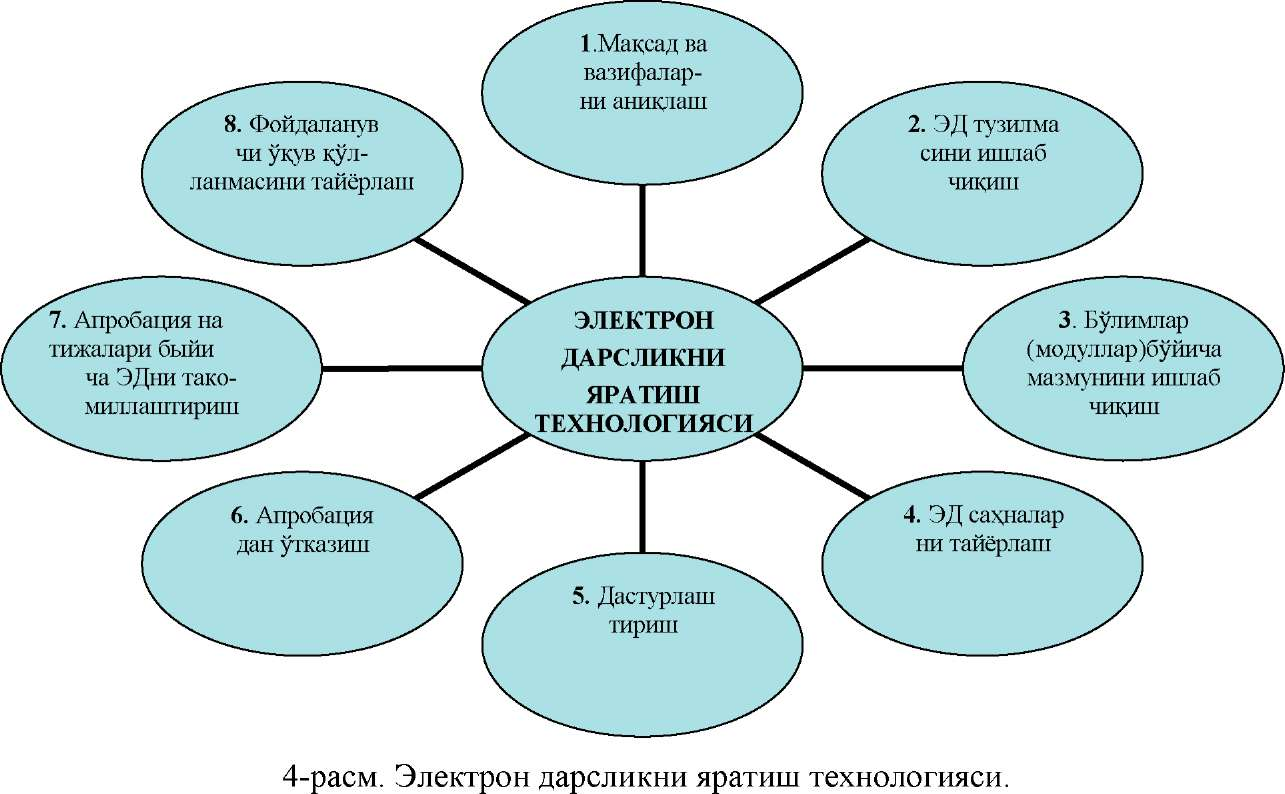 1.Мақсад ва
вазифалар-
ни аниқлаш
2. ЭД тузилма
сини ишлаб
чиқиш
3. Бўлимлар
(модуллар)бўйича
мазмунини ишлаб
чиқиш
4. ЭД саҳналар
ни тайёрлаш
5. Дастурлаш
тириш
6. Апробация
дан ўтказиш
7. Апробация на
тижалари быйи
ча ЭДни тако-
миллаштириш
8. Фойдаланув
чи ўқув қўл-
ланмасини тайёрлаш
ЭЛЕКТРОН
ДАРСЛИКНИ
ЯРАТИШ
ТЕХНОЛОГИЯСИ
4-расм. Электрон дарсликни яратиш технологияси.